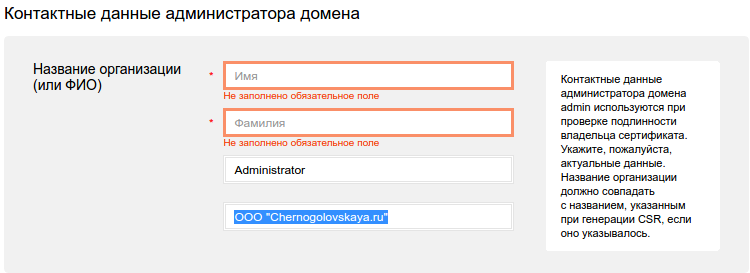 Контактные данные администратора домена
Название организации
(или ФИО)
* Имя
Не заполнено обязательное поле
* Фамилия
Не заполнено обязательное поле
Administrator
ООО "Chernogolovskaya.ru"
Контактные данные
администратора домена
admin используются при
проверке подлинности
владельца сертификата.
Укажите, пожалуйста,
актуальные данные.
Название организации
должно совпадать
с названием, указанным
при генерации CSR, если
оно указывалось.